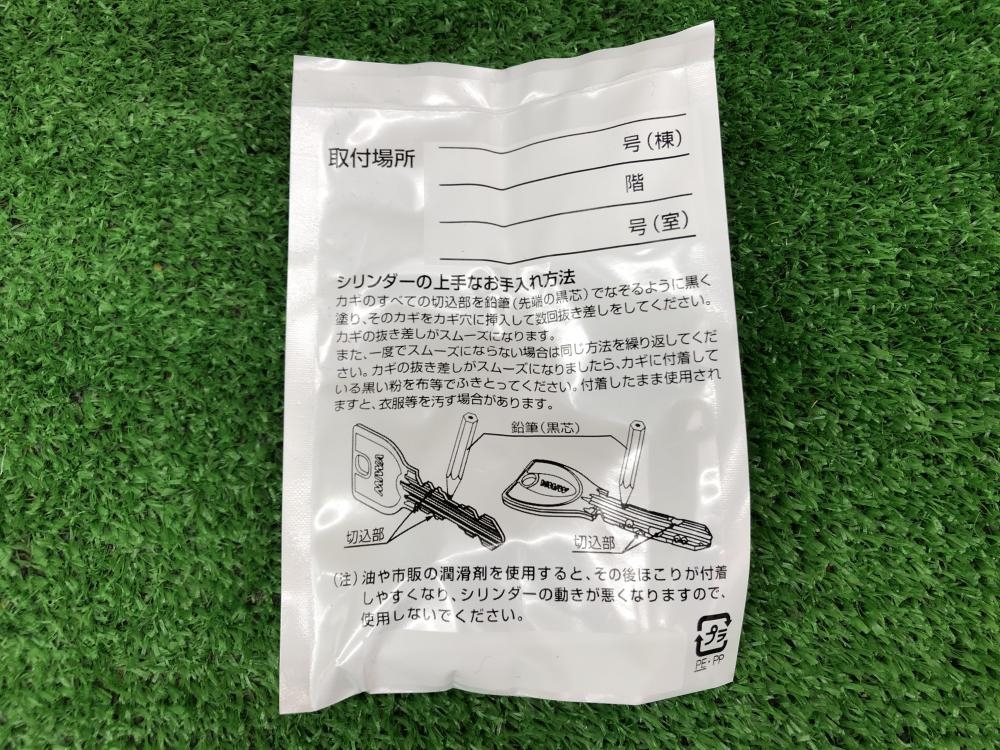 取付場所
号(棟)
階
号(室)
シリンダーの上手なお手入れ方法
カギのすべての切込部を鉛筆(先端の黒芯)でなぞるように黒く
塗り、そのカギをカギ穴に挿入して数回抜き差しをしてください。
カギの抜き差しがスムーズになります。
また、一度でスムーズにならない場合は同じ方法を繰り返してくだ
さい。カギの抜き差しがスムーズになりましたら、カギに付着して
いる黒い粉を布等でふきとってください。付着したまま使用され
ますと、衣服等を汚す場合があります。
鉛筆(黒芯)
切込部
切込部
(注)油や市販の潤滑剤を使用すると、その後ほこりが付着
しやすくなり、シリンダーの動きが悪くなりますので、
使用しないでください。
プラ
PE・PP